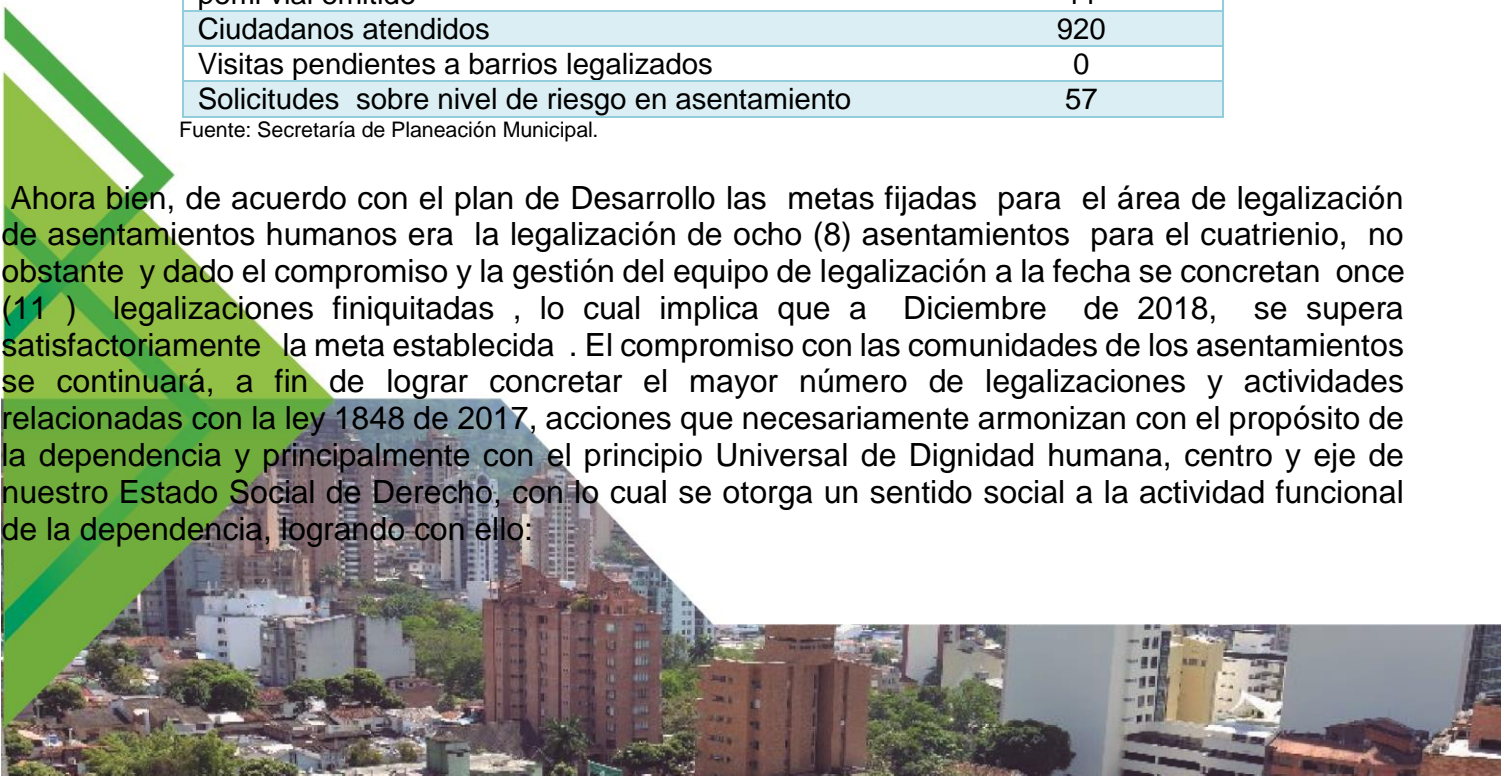 Ciudadanos atendidos 920
Visitas pendientes a barrios legalizados 0
Solicitudes sobre nivel de riesgo en asentamiento 57
Fuente: Secretaría de Planeación Municipal.
Ahora bien, de acuerdo con el plan de Desarrollo las metas fijadas para el área de legalización
de asentamientos humanos era la legalización de ocho (8) asentamientos para el cuatrienio, no
obstante y dado el compromiso y la gestión del equipo de legalización a la fecha se concretan once
(11 ) legalizaciones finiquitadas , lo cual implica que a Diciembre de 2018, se supera
satisfactoriamente la meta establecida . El compromiso con las comunidades de los asentamientos
se continuará, a fin de lograr concretar el mayor número de legalizaciones y actividades
relacionadas con la ley 1848 de 2017, acciones que necesariamente armonizan con el propósito de
la dependencia y principalmente con el principio Universal de Dignidad humana, centro y eje de
nuestro Estado Social de Derecho, con lo cual se otorga un sentido social a la actividad funcional
de la dependencia, logrando con ello: